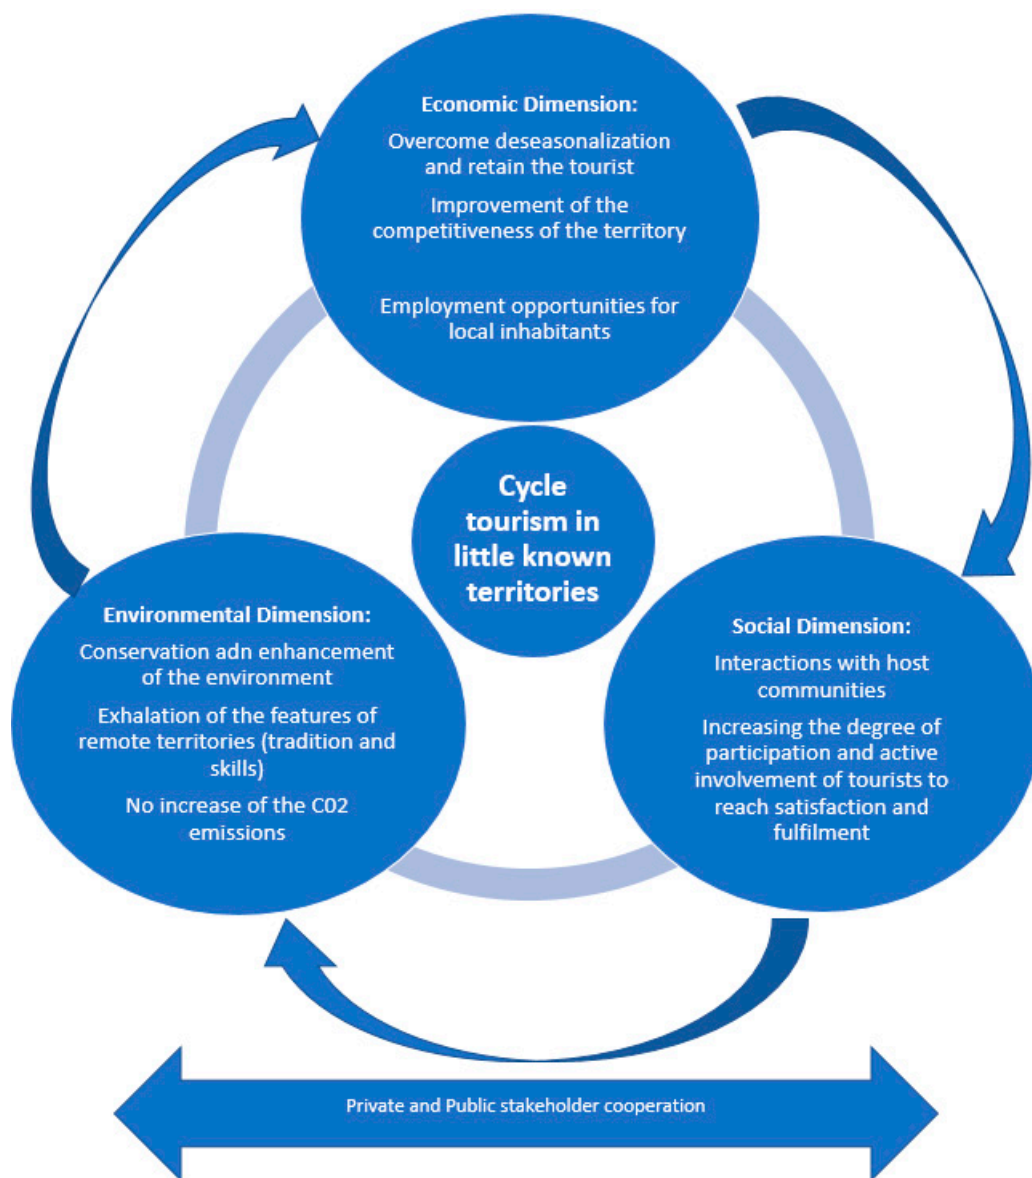 Economic Dimension:
Overcome deseasonalization
and retain the tourist
Improvement of the
competitiveness of the territory
Employment opportunities for
local inhabitants
Cycle
tourism in
little known
territories
Environmental Dimension:
Conservation adn enhancement
of the environment
Exhalation of the features of
remote territories (tradition and
skills)
No increase of the C02
emissions
Social Dimension:
Interactions with host
communities
Increasing the degree of
participation and active
involvement of tourists to
reach satisfaction and
fulfilment
Private and Public stakeholder cooperation